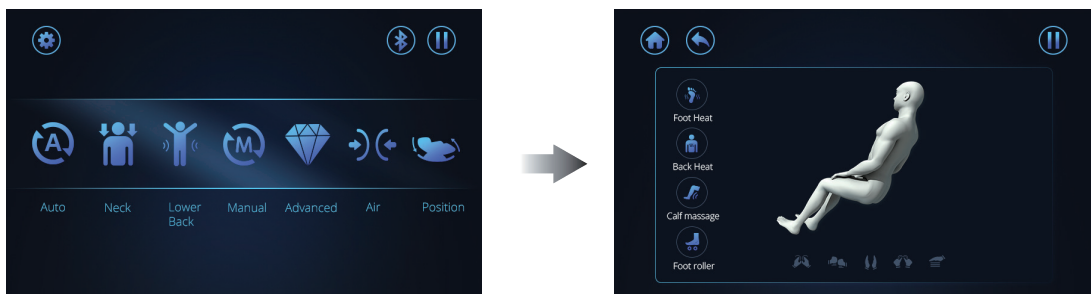 A
M
Auto
Neck
Lower
Back
Manual
Advanced
Air
Position
Foot Heat
Back Heat
Calf massage
Foot roller